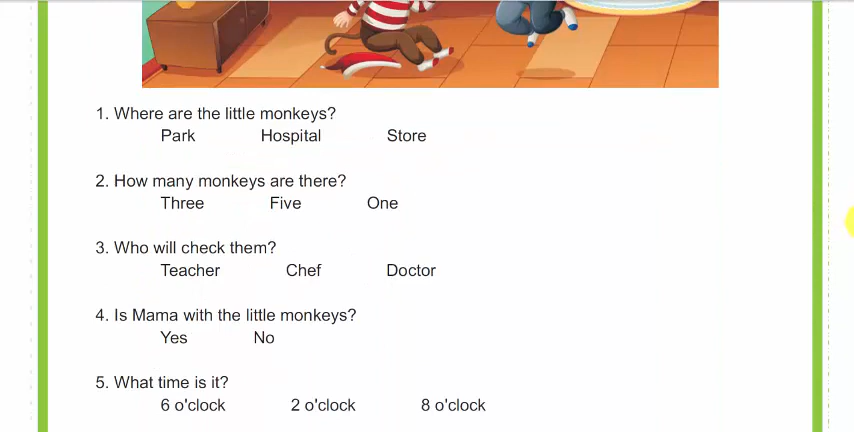 1. Where are the little monkeys?
Park Hospital Store
2. How many monkeys are there?
Three Five One
3. Who will check them?
Teacher Chef Doctor
4. Is Mama with the little monkeys?
Yes No
5. What time is it?
6 o'clock 2 o'clock 8 o'clock